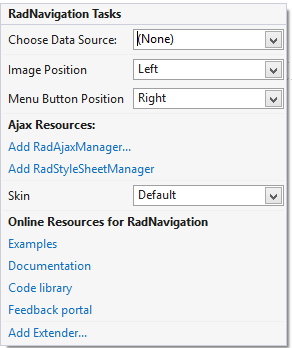 RadNavigation Tasks
Choose Data Source: (None)
Image Position Left
Menu Button Position Right
Ajax Resources:
Add RadAjaxManager...
Add RadStyleSheetManager
Skin Default
Online Resources for RadNavigation
Examples
Documentation
Code library
Feedback portal
Add Extender...